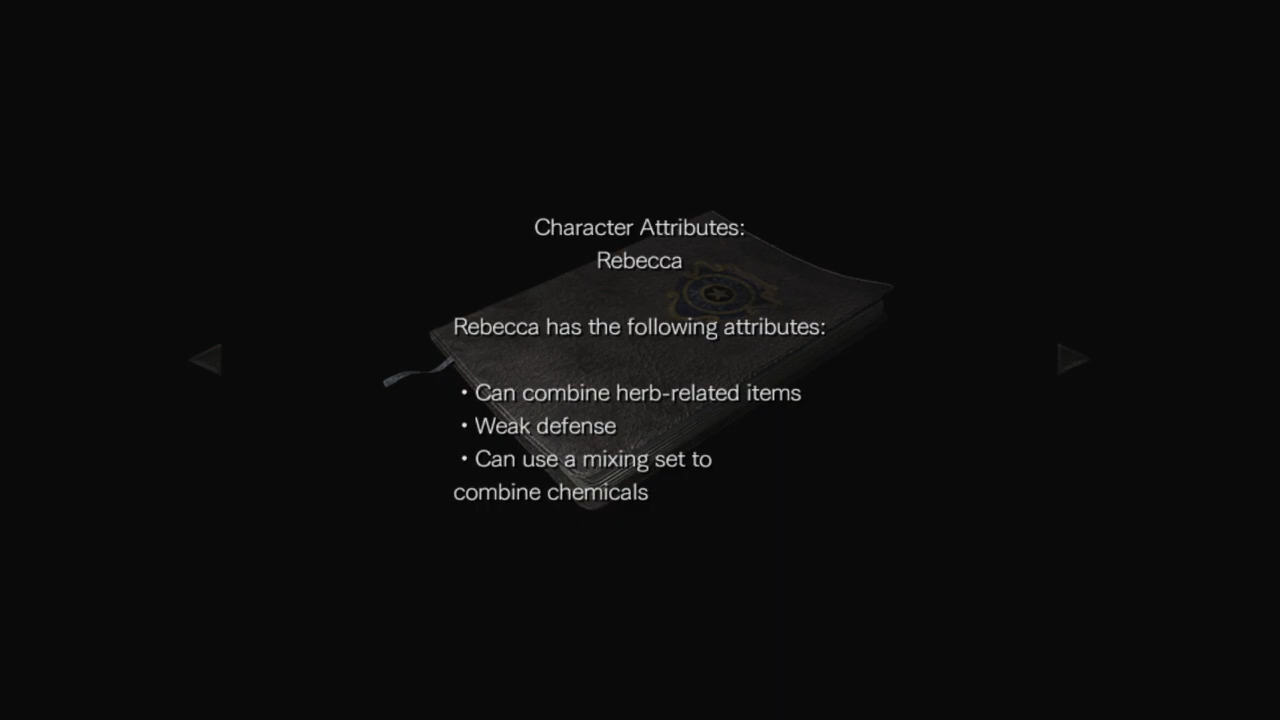 Character Attributes:
Rebecca
Rebecca has the following attributes:
・Can combine herb-related items
・Weak defense
・Can use a mixing set to
combine chemicals